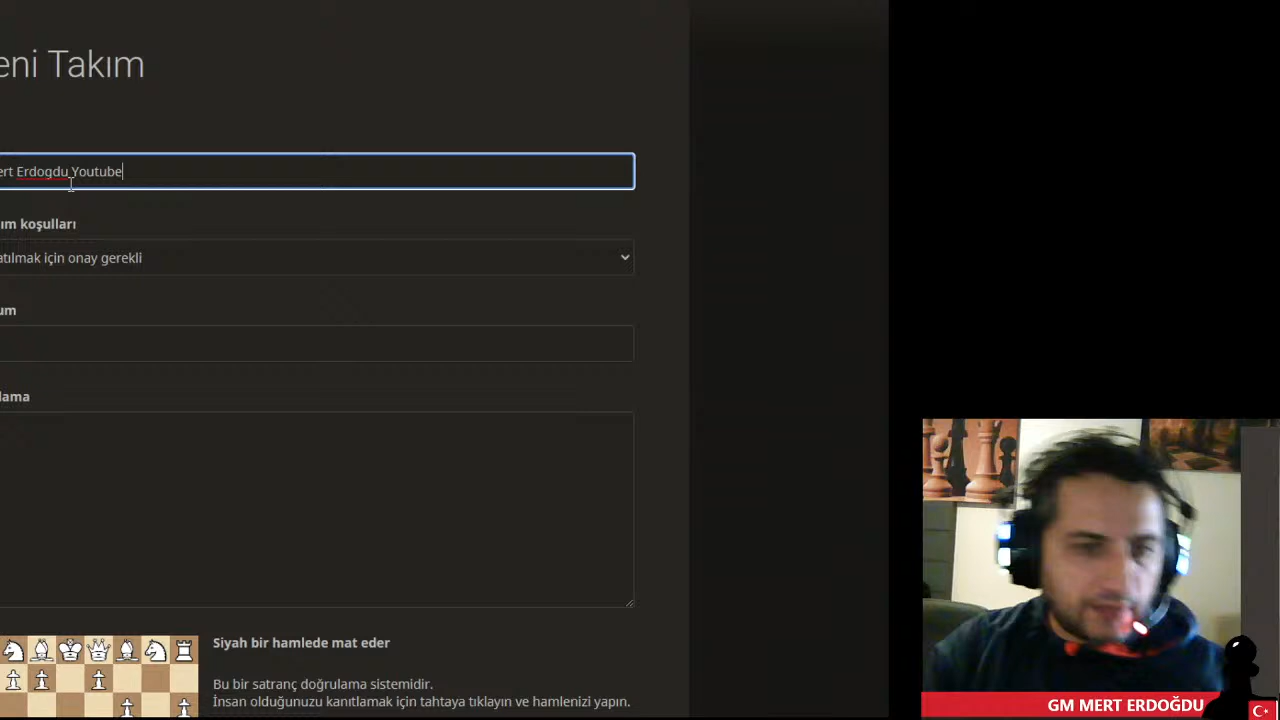 eni Takım
ert Erdogdu Youtube
ım koşulları
atılmak için onay gerekli
um
lama
Siyah bir hamlede mat eder
Bu bir satranç doğrulama sistemidir.
İnsan olduğunuzu kanıtlamak için tahtaya tıklayın ve hamlenizi yapın.
GM MERT ERDOĞDU